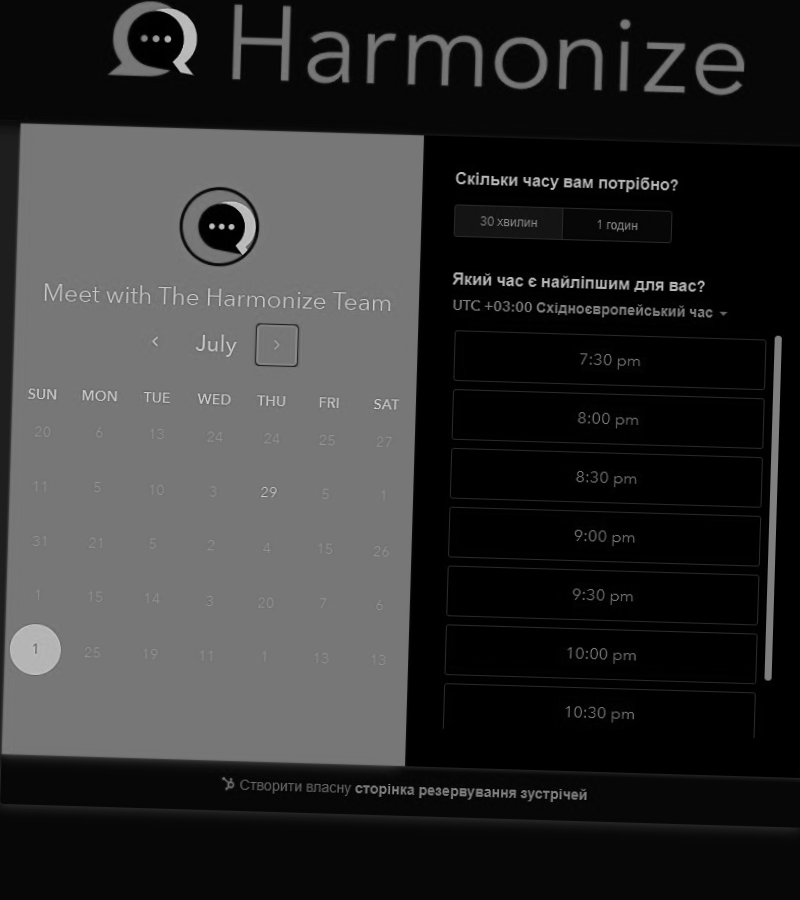 Harmonize
Meet with The Harmonize Team
July
SUN MON TUE WED THU FRI SAT
20 6 13 24 24 25 27
11 5 10 3 29 5 1
31 21 5 2 4 15 26
1 15 14 3 20 7 6
1 25 19 11 1 13 13
Скільки часу вам потрібно?
30 хвилин 1 годин
Який час є найліпшим для вас?
UTC +03:00 Східноєвропейський час
7:30 pm
8:00 pm
8:30 pm
9:00 pm
9:30 pm
10:00 pm
10:30 pm
Створити власну сторінка резервування зустрічей